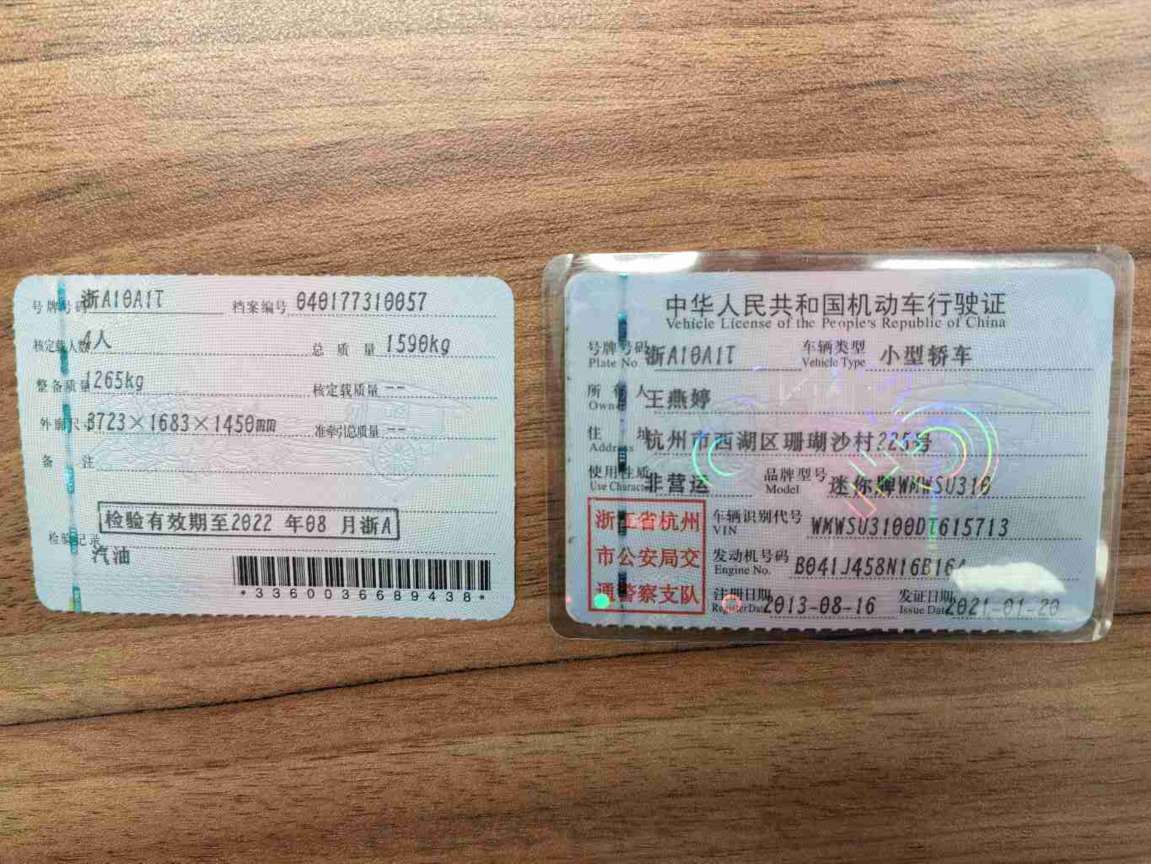 号牌号码 浙A10A1T 档案编号 040177310057
核定载人数 4人 总质量 1590kg
整备质量 1265kg 核定载质量 --
外廓尺寸 3723×1683×1450mm 准牵引总质量 --
备注
检验有效期至2022 年08 月浙A
检验记录
汽油
*3360036689438*
中华人民共和国机动车行驶证
Vehicle License of the People's Republic of China
号牌号码 浙A10A1T 车辆类型 小型轿车
Plate No. Vehicle Type
所有人 王燕婷
Owner
住址 杭州市西湖区珊瑚沙村225号
Address
使用性质 非营运 品牌型号 迷你牌WMWSU310
Use Character Model
浙江省杭州
市公安局交
通警察支队
车辆识别代号 WMWSU3100DT615713
VIN
发动机号码 B041J458N16B164
Engine No.
注册日期 2013-08-16 发证日期 2021-01-20
Register Date Issue Date